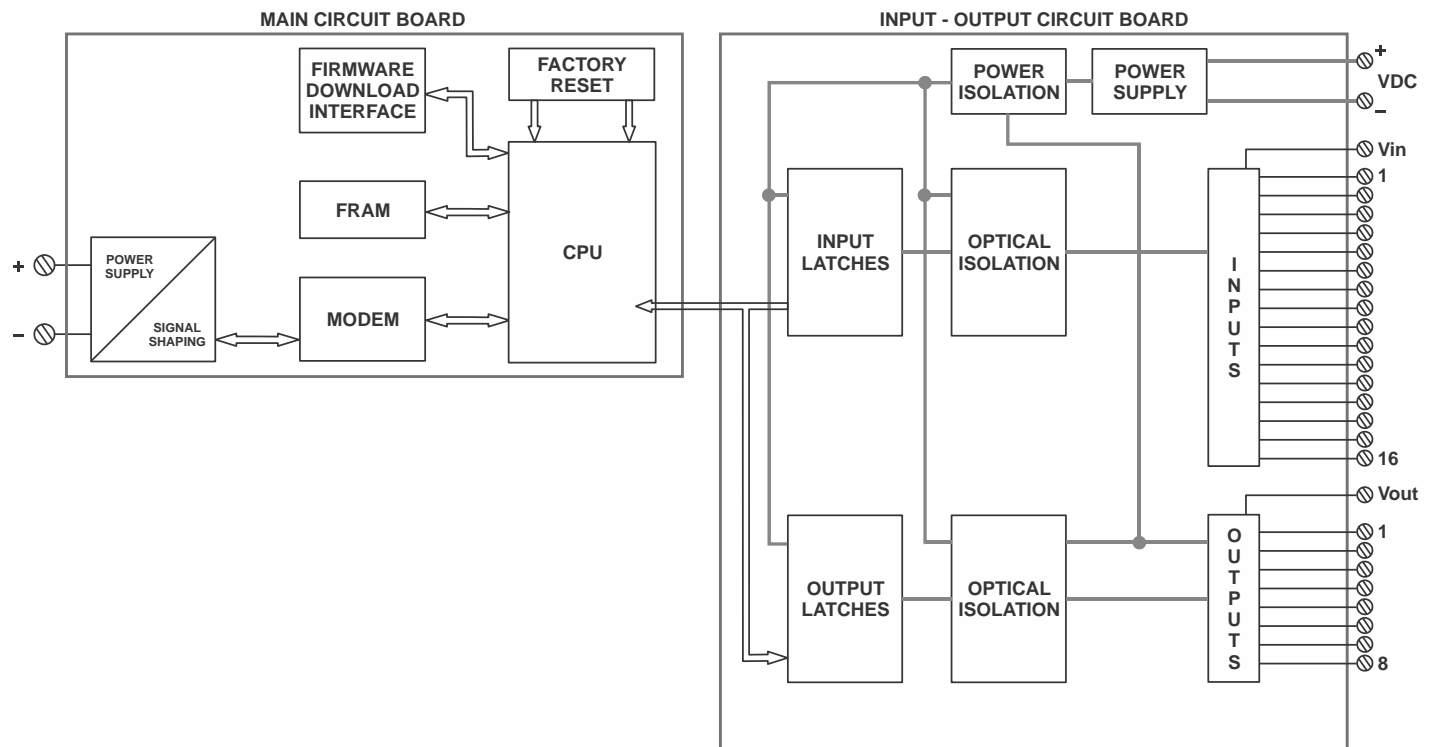 MAIN CIRCUIT BOARD
FIRMWARE
DOWNLOAD
INTERFACE
FACTORY
RESET
FRAM
CPU
+
POWER
SUPPLY
SIGNAL
SHAPING
–
MODEM
INPUT - OUTPUT CIRCUIT BOARD
POWER
ISOLATION
POWER
SUPPLY
+
VDC
–
Vin
1
INPUT
LATCHES
OPTICAL
ISOLATION
I
N
P
U
T
S
16
Vout
1
OUTPUT
LATCHES
OPTICAL
ISOLATION
O
U
T
P
U
T
S
8